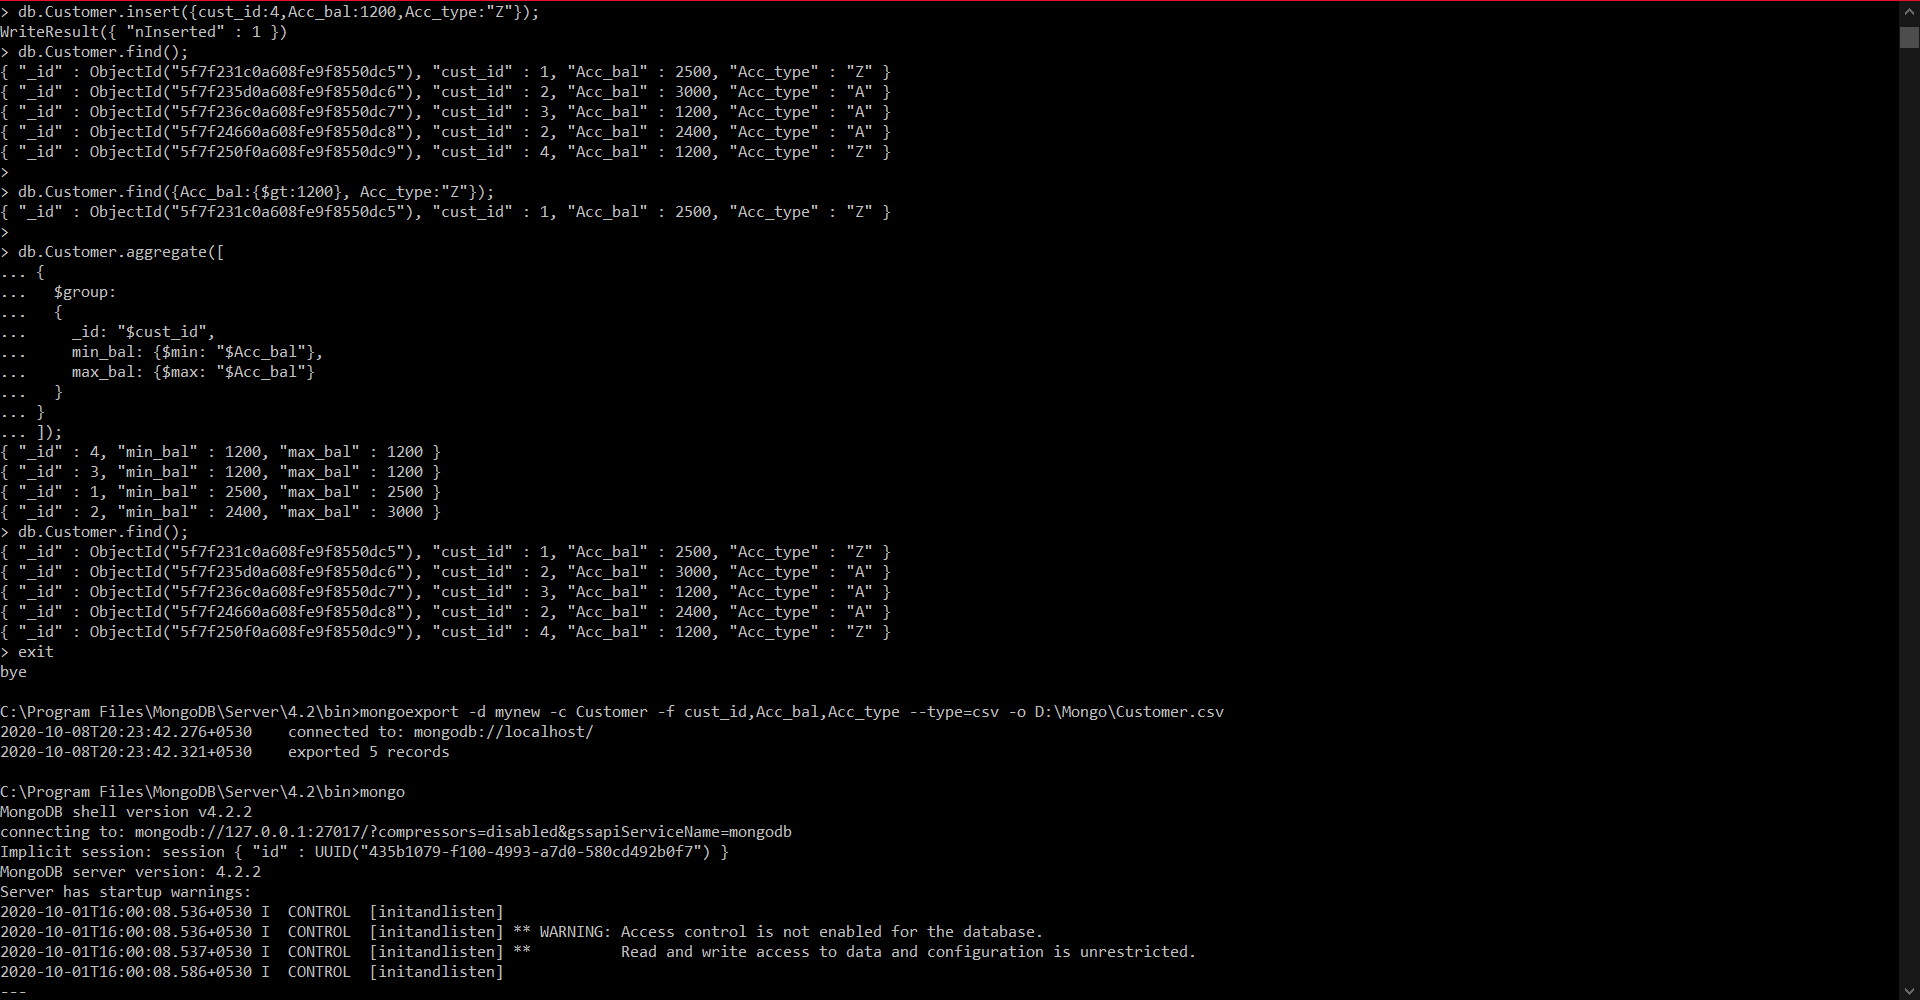 > db.Customer.insert({cust_id:4,Acc_bal:1200,Acc_type:"Z"});
WriteResult({ "nInserted" : 1 })
> db.Customer.find();
{ "_id" : ObjectId("5f7f231c0a608fe9f8550dc5"), "cust_id" : 1, "Acc_bal" : 2500, "Acc_type" : "Z" }
{ "_id" : ObjectId("5f7f235d0a608fe9f8550dc6"), "cust_id" : 2, "Acc_bal" : 3000, "Acc_type" : "A" }
{ "_id" : ObjectId("5f7f236c0a608fe9f8550dc7"), "cust_id" : 3, "Acc_bal" : 1200, "Acc_type" : "A" }
{ "_id" : ObjectId("5f7f24660a608fe9f8550dc8"), "cust_id" : 2, "Acc_bal" : 2400, "Acc_type" : "A" }
{ "_id" : ObjectId("5f7f250f0a608fe9f8550dc9"), "cust_id" : 4, "Acc_bal" : 1200, "Acc_type" : "Z" }
>
> db.Customer.find({Acc_bal:{$gt:1200}, Acc_type:"Z"});
{ "_id" : ObjectId("5f7f231c0a608fe9f8550dc5"), "cust_id" : 1, "Acc_bal" : 2500, "Acc_type" : "Z" }
>
> db.Customer.aggregate([
... {
...   $group:
...   {
...     _id: "$cust_id",
...     min_bal: {$min: "$Acc_bal"},
...     max_bal: {$max: "$Acc_bal"}
...   }
... }
... ]);
{ "_id" : 4, "min_bal" : 1200, "max_bal" : 1200 }
{ "_id" : 3, "min_bal" : 1200, "max_bal" : 1200 }
{ "_id" : 1, "min_bal" : 2500, "max_bal" : 2500 }
{ "_id" : 2, "min_bal" : 2400, "max_bal" : 3000 }
> db.Customer.find();
{ "_id" : ObjectId("5f7f231c0a608fe9f8550dc5"), "cust_id" : 1, "Acc_bal" : 2500, "Acc_type" : "Z" }
{ "_id" : ObjectId("5f7f235d0a608fe9f8550dc6"), "cust_id" : 2, "Acc_bal" : 3000, "Acc_type" : "A" }
{ "_id" : ObjectId("5f7f236c0a608fe9f8550dc7"), "cust_id" : 3, "Acc_bal" : 1200, "Acc_type" : "A" }
{ "_id" : ObjectId("5f7f24660a608fe9f8550dc8"), "cust_id" : 2, "Acc_bal" : 2400, "Acc_type" : "A" }
{ "_id" : ObjectId("5f7f250f0a608fe9f8550dc9"), "cust_id" : 4, "Acc_bal" : 1200, "Acc_type" : "Z" }
> exit
bye
C:\Program Files\MongoDB\Server\4.2\bin>mongoexport -d mynew -c Customer -f cust_id,Acc_bal,Acc_type --type=csv -o D:\Mongo\Customer.csv
2020-10-08T20:23:42.276+0530    connected to: mongodb://localhost/
2020-10-08T20:23:42.321+0530    exported 5 records
C:\Program Files\MongoDB\Server\4.2\bin>mongo
MongoDB shell version v4.2.2
connecting to: mongodb://127.0.0.1:27017/?compressors=disabled&gssapiServiceName=mongodb
Implicit session: session { "id" : UUID("435b1079-f100-4993-a7d0-580cd492b0f7") }
MongoDB server version: 4.2.2
Server has startup warnings:
2020-10-01T16:00:08.536+0530 I  CONTROL  [initandlisten]
2020-10-01T16:00:08.536+0530 I  CONTROL  [initandlisten] ** WARNING: Access control is not enabled for the database.
2020-10-01T16:00:08.537+0530 I  CONTROL  [initandlisten] **          Read and write access to data and configuration is unrestricted.
2020-10-01T16:00:08.586+0530 I  CONTROL  [initandlisten]
---